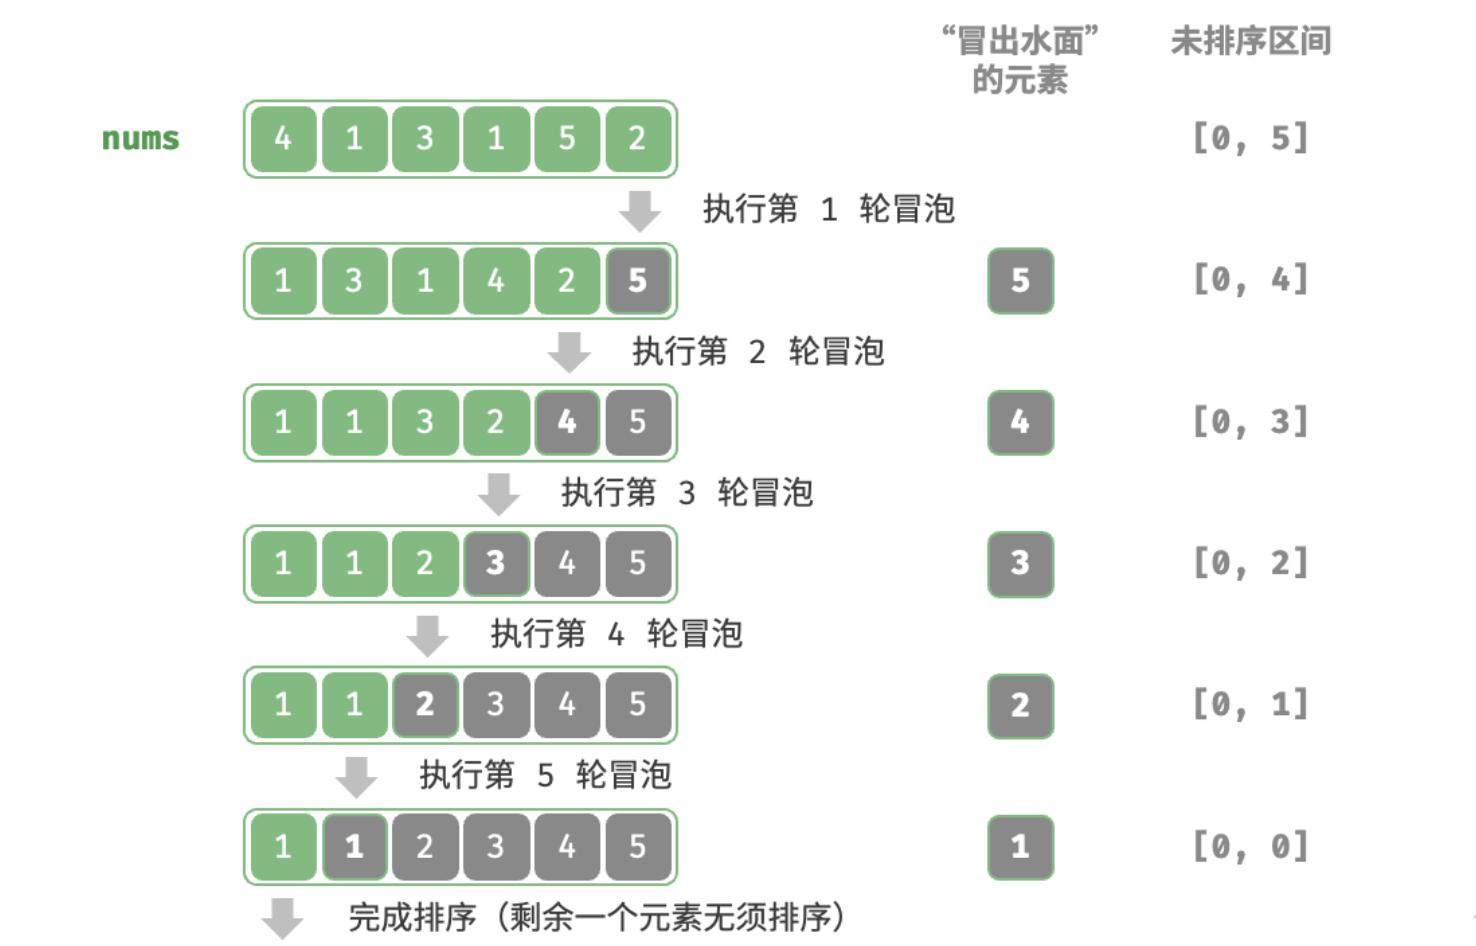 “冒出水面” 未排序区间
的元素
nums 4 1 3 1 5 2 [0, 5]
执行第 1 轮冒泡
1 3 1 4 2 5 5 [0, 4]
执行第 2 轮冒泡
1 1 3 2 4 5 4 [0, 3]
执行第 3 轮冒泡
1 1 2 3 4 5 3 [0, 2]
执行第 4 轮冒泡
1 1 2 3 4 5 2 [0, 1]
执行第 5 轮冒泡
1 1 2 3 4 5 1 [0, 0]
完成排序（剩余一个元素无须排序）